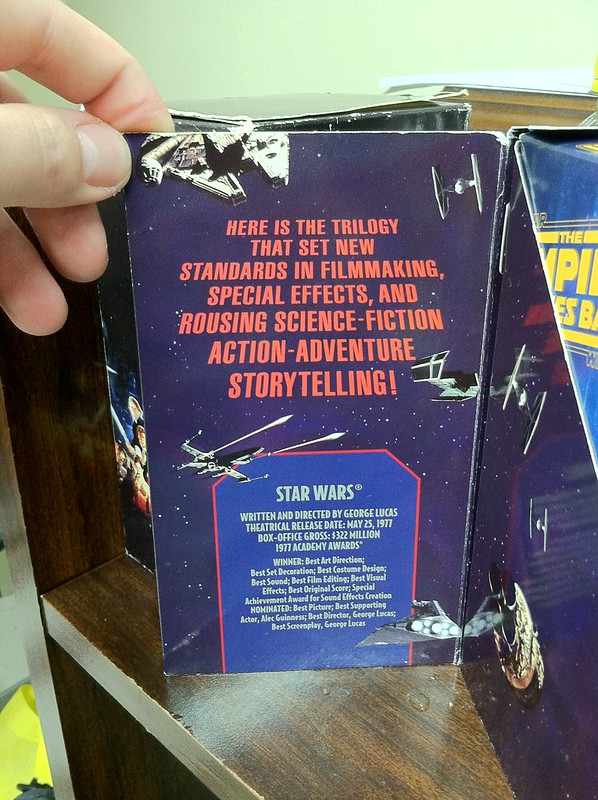 HERE IS THE TRILOGY
THAT SET NEW
STANDARDS IN FILMMAKING,
SPECIAL EFFECTS, AND
ROUSING SCIENCE-FICTION
ACTION-ADVENTURE
STORYTELLING!
STAR WARS®
WRITTEN AND DIRECTED BY GEORGE LUCAS
THEATRICAL RELEASE DATE: MAY 25, 1977
BOX-OFFICE GROSS: $322 MILLION
1977 ACADEMY AWARDS®
WINNER: Best Art Direction;
Best Set Decoration; Best Costume Design;
Best Sound; Best Film Editing; Best Visual
Effects; Best Original Score; Special
Achievement Award for Sound Effects Creation
NOMINATED: Best Picture; Best Supporting
Actor, Alec Guinness; Best Director, George Lucas;
Best Screenplay, George Lucas
THE
MPI
ES BA